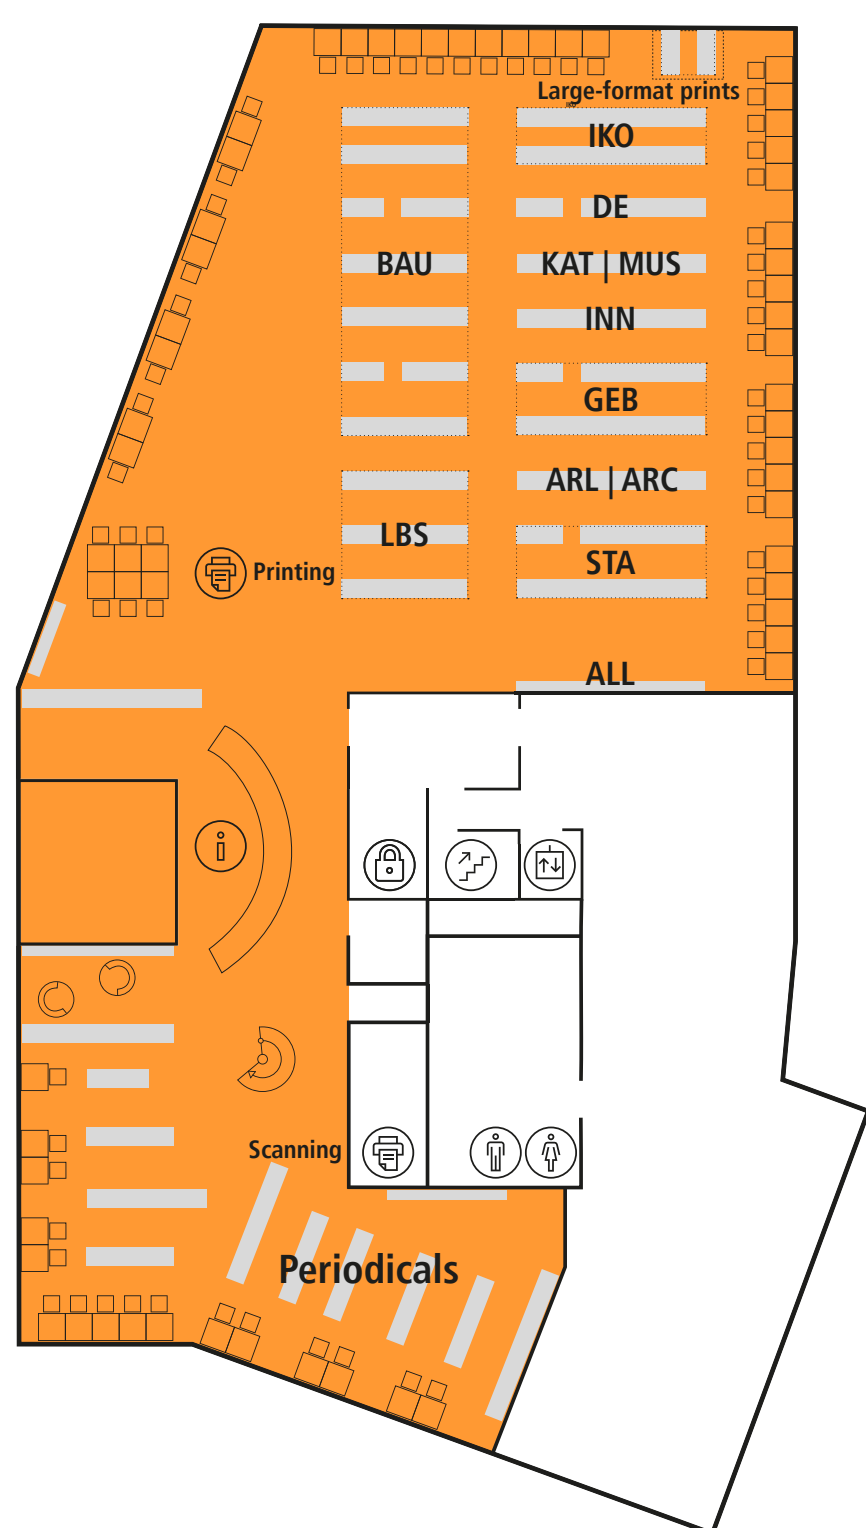 Large-format prints
IKO
DE
BAU
KAT | MUS
INN
GEB
ARL | ARC
LBS
STA
Printing
ALL
i
Scanning
Periodicals